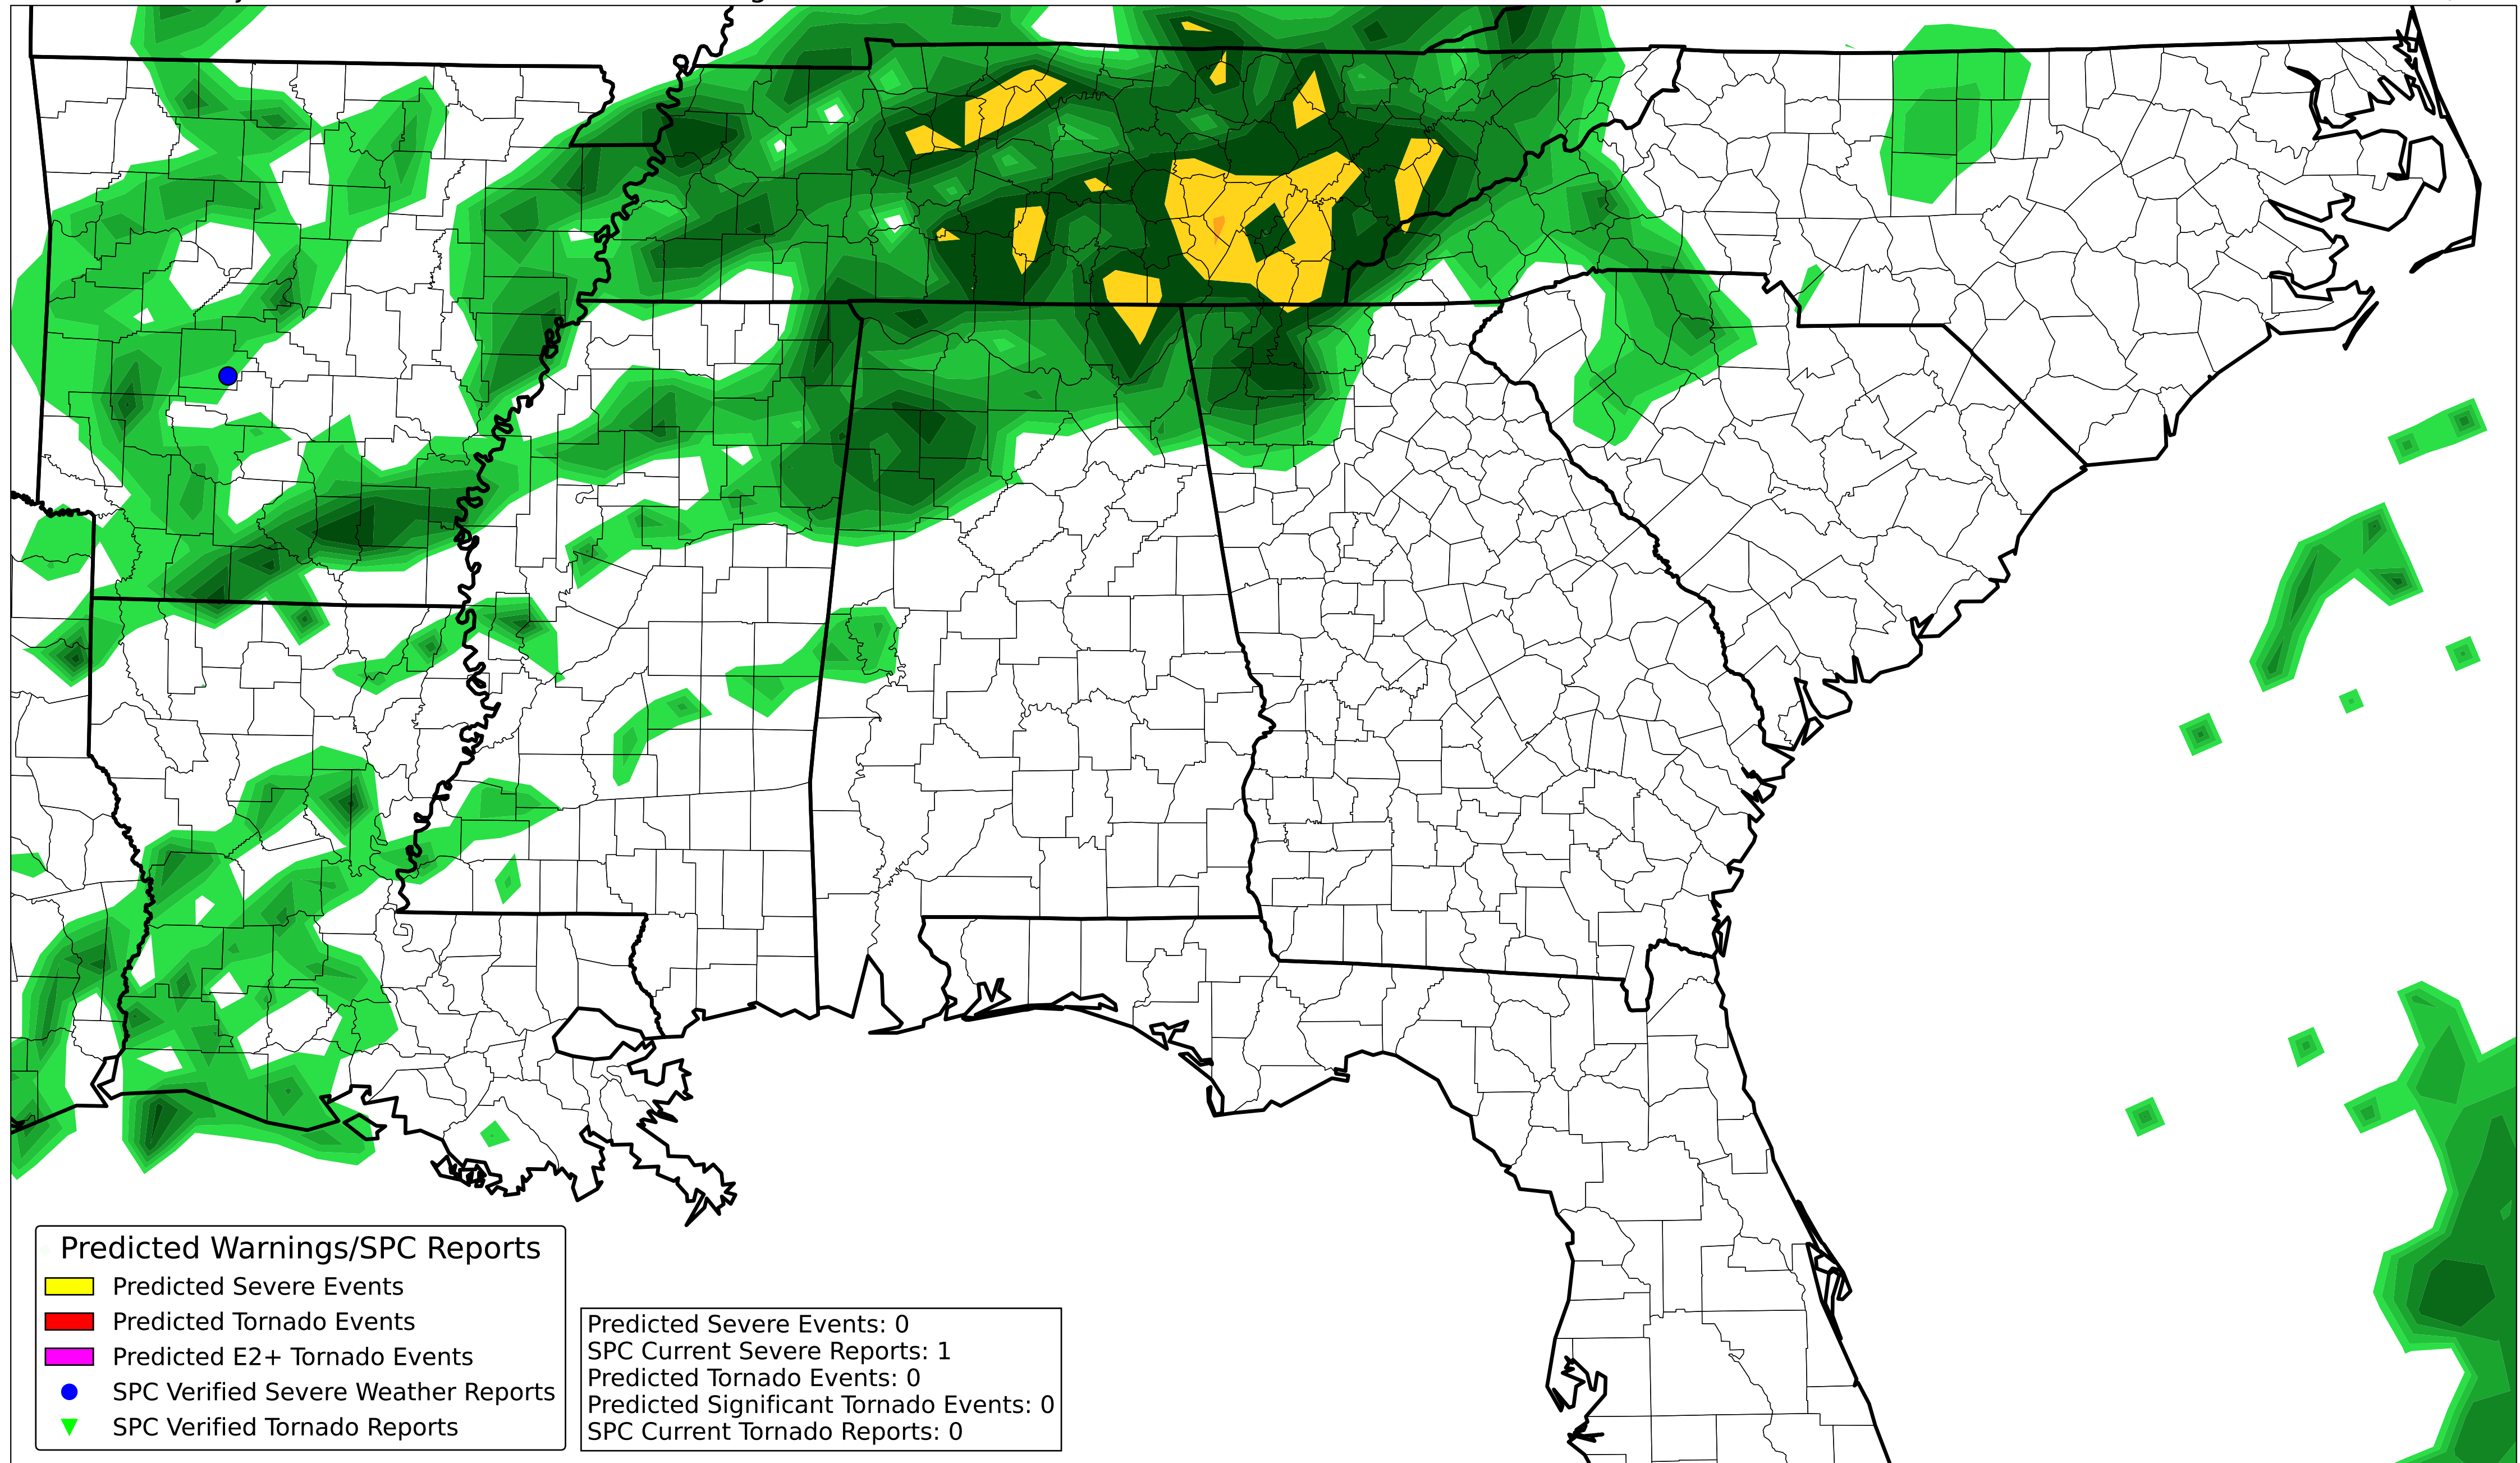 Predicted Warnings/SPC Reports
Predicted Severe Events
Predicted Tornado Events
Predicted E2+ Tornado Events
SPC Verified Severe Weather Reports
SPC Verified Tornado Reports
Predicted Severe Events: 0
SPC Current Severe Reports: 1
Predicted Tornado Events: 0
Predicted Significant Tornado Events: 0
SPC Current Tornado Reports: 0